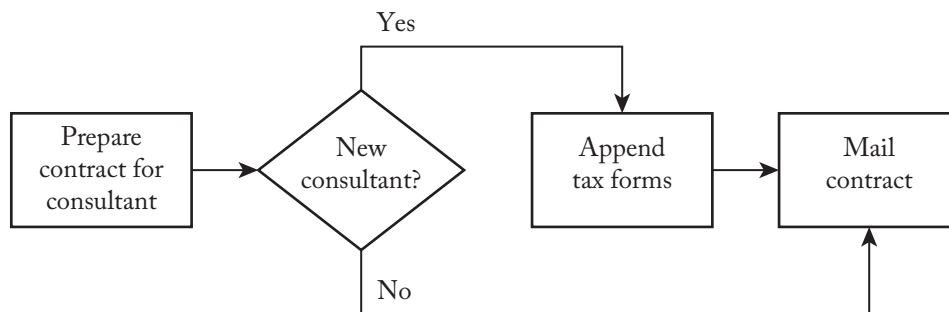 Yes
Prepare
contract for
consultant
New
consultant?
Append
tax forms
Mail
contract
No